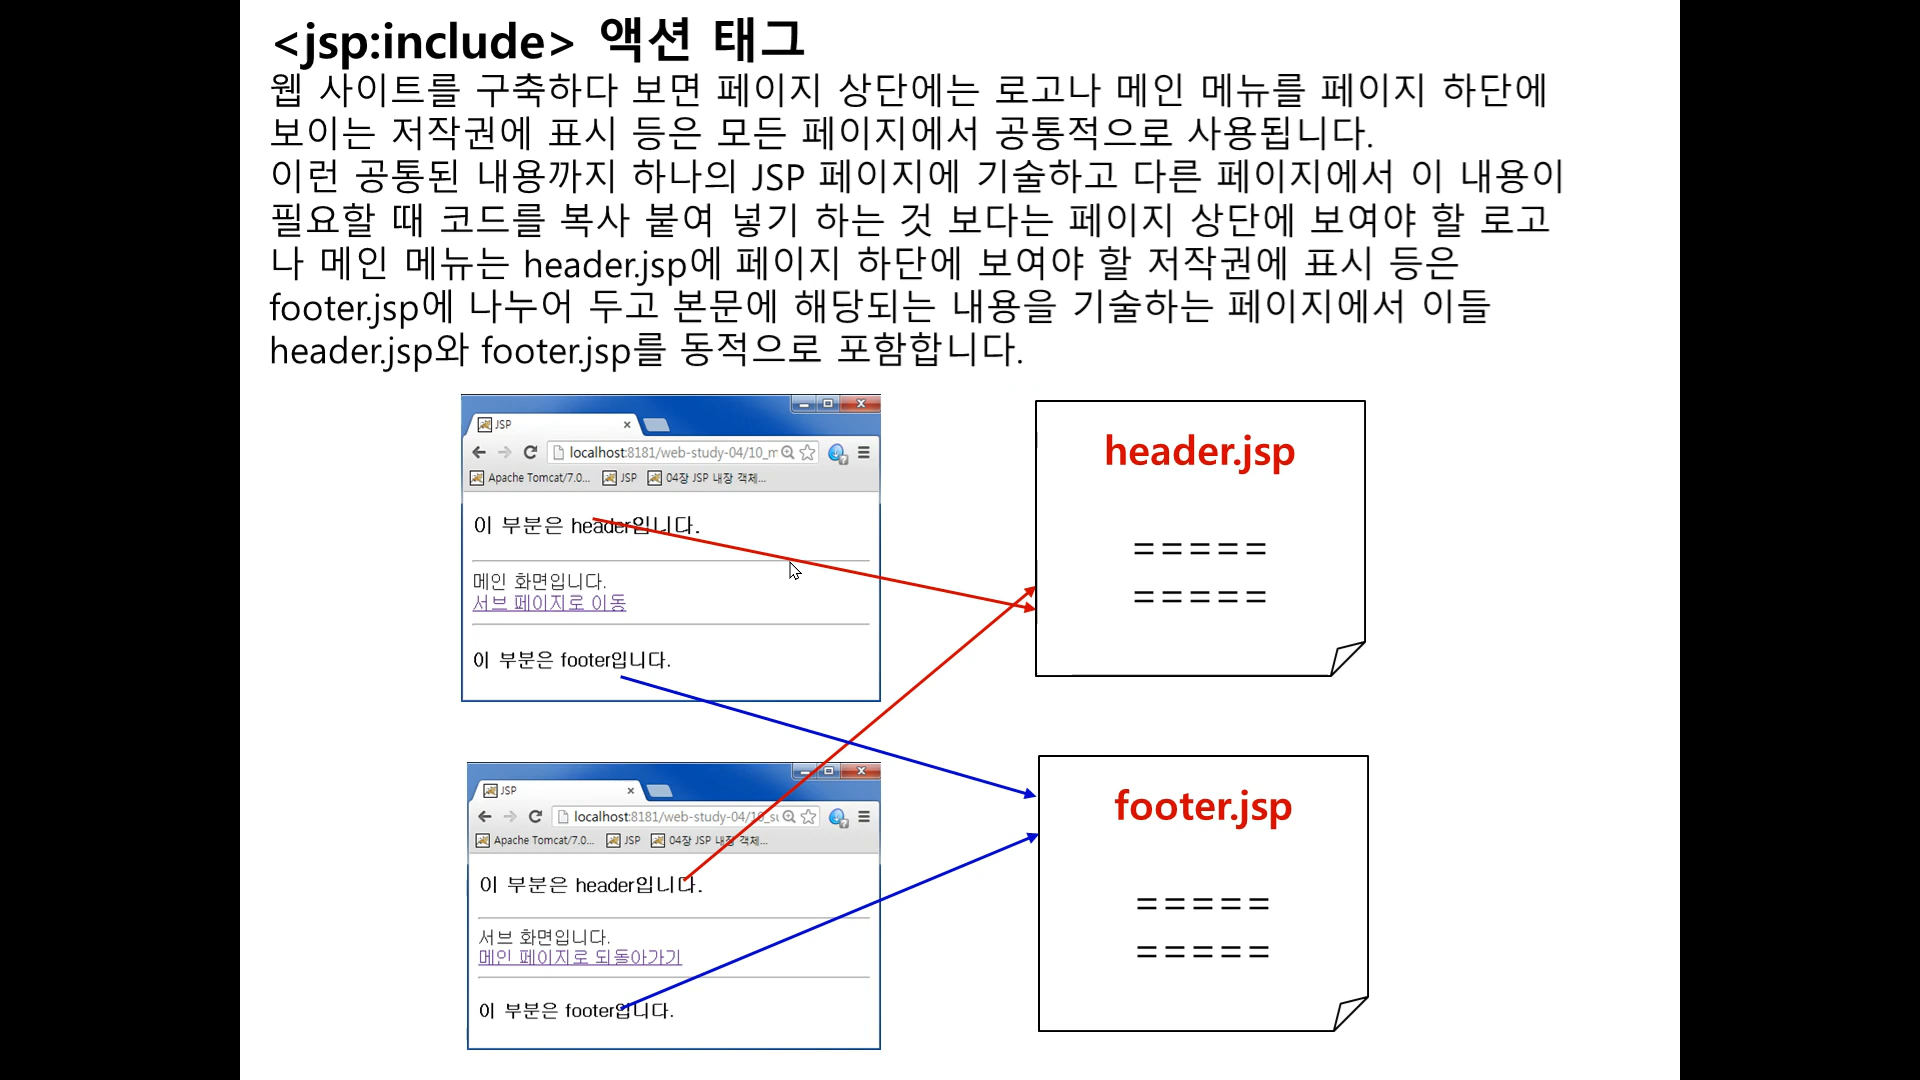 <jsp:include> 액션 태그
웹 사이트를 구축하다 보면 페이지 상단에는 로고나 메인 메뉴를 페이지 하단에
보이는 저작권에 표시 등은 모든 페이지에서 공통적으로 사용됩니다.
이런 공통된 내용까지 하나의 JSP 페이지에 기술하고 다른 페이지에서 이 내용이
필요할 때 코드를 복사 붙여 넣기 하는 것 보다는 페이지 상단에 보여야 할 로고
나 메인 메뉴는 header.jsp에 페이지 하단에 보여야 할 저작권에 표시 등은
footer.jsp에 나누어 두고 본문에 해당되는 내용을 기술하는 페이지에서 이들
header.jsp와 footer.jsp를 동적으로 포함합니다.
JSP
localhost:8181/web-study-04/10_m
Apache Tomcat/7.0... JSP 04장 JSP 내장 객체...
이 부분은 header입니다.
메인 화면입니다.
서브 페이지로 이동
이 부분은 footer입니다.
header.jsp
=====
=====
JSP
localhost:8181/web-study-04/10_su
Apache Tomcat/7.0... JSP 04장 JSP 내장 객체...
이 부분은 header입니다.
서브 화면입니다.
메인 페이지로 되돌아가기
이 부분은 footer입니다.
footer.jsp
=====
=====